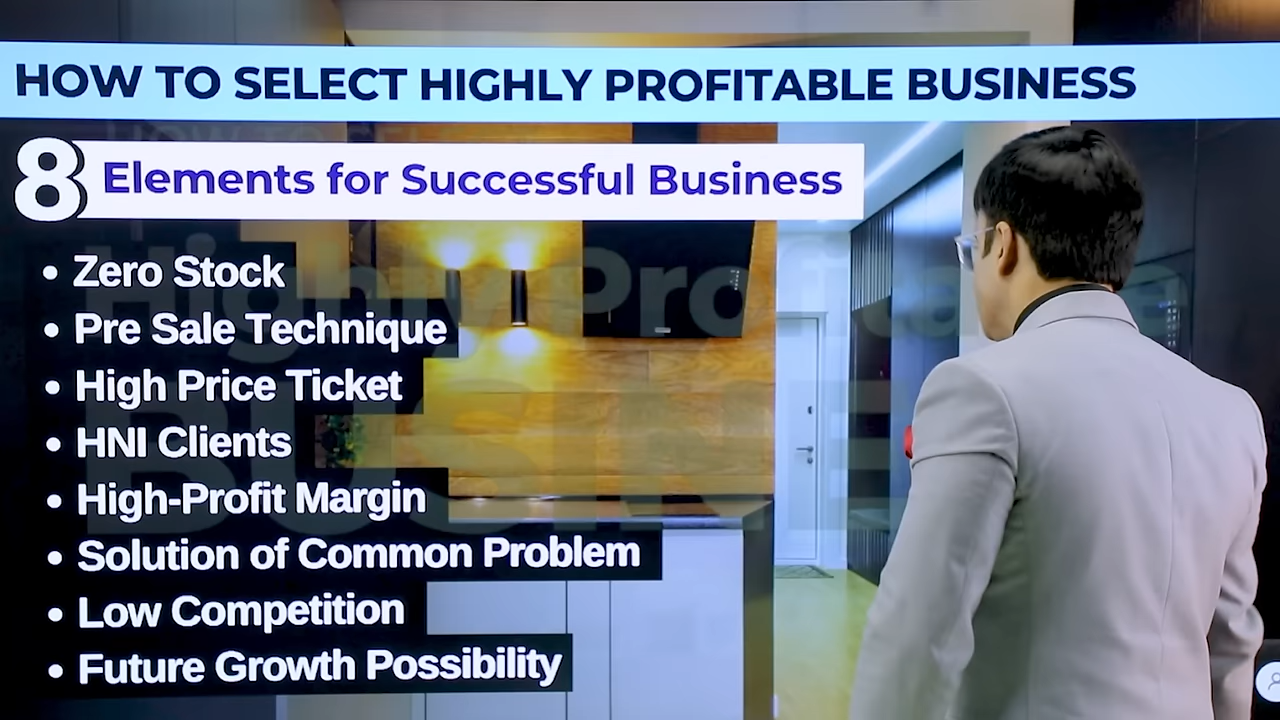 HOW TO SELECT HIGHLY PROFITABLE BUSINESS
8 Elements for Successful Business
• Zero Stock
• Pre Sale Technique
• High Price Ticket
• HNI Clients
• High-Profit Margin
• Solution of Common Problem
• Low Competition
• Future Growth Possibility